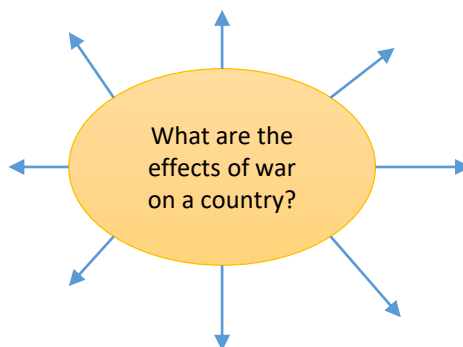 What are the
effects of war
on a country?